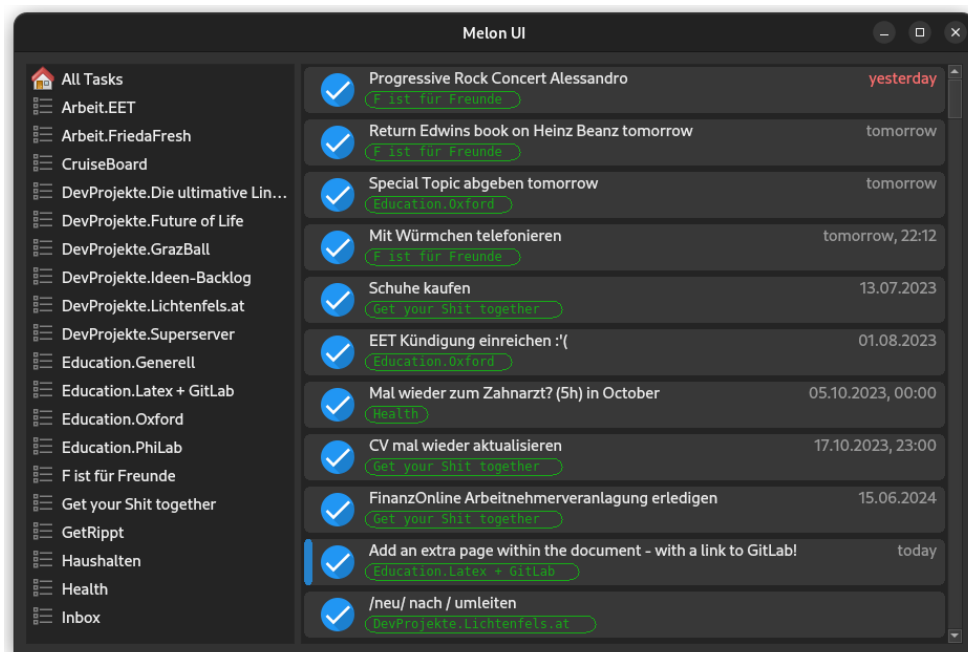 Melon UI
All Tasks
Arbeit.EET
Arbeit.FriedaFresh
CruiseBoard
DevProjekte.Die ultimative Lin...
DevProjekte.Future of Life
DevProjekte.GrazBall
DevProjekte.Ideen-Backlog
DevProjekte.Lichtenfels.at
DevProjekte.Superserver
Education.Generell
Education.Latex + GitLab
Education.Oxford
Education.PhiLab
F ist für Freunde
Get your Shit together
GetRippt
Haushalten
Health
Inbox
Progressive Rock Concert Alessandro yesterday
F ist für Freunde
Return Edwins book on Heinz Beanz tomorrow tomorrow
F ist für Freunde
Special Topic abgeben tomorrow tomorrow
Education.Oxford
Mit Würmchen telefonieren tomorrow, 22:12
F ist für Freunde
Schuhe kaufen 13.07.2023
Get your Shit together
EET Kündigung einreichen :'( 01.08.2023
Education.Oxford
Mal wieder zum Zahnarzt? (5h) in October 05.10.2023, 00:00
Health
CV mal wieder aktualisieren 17.10.2023, 23:00
Get your Shit together
FinanzOnline Arbeitnehmerveranlagung erledigen 15.06.2024
Get your Shit together
Add an extra page within the document - with a link to GitLab! today
Education.Latex + GitLab
/neu/ nach / umleiten
DevProjekte.Lichtenfels.at